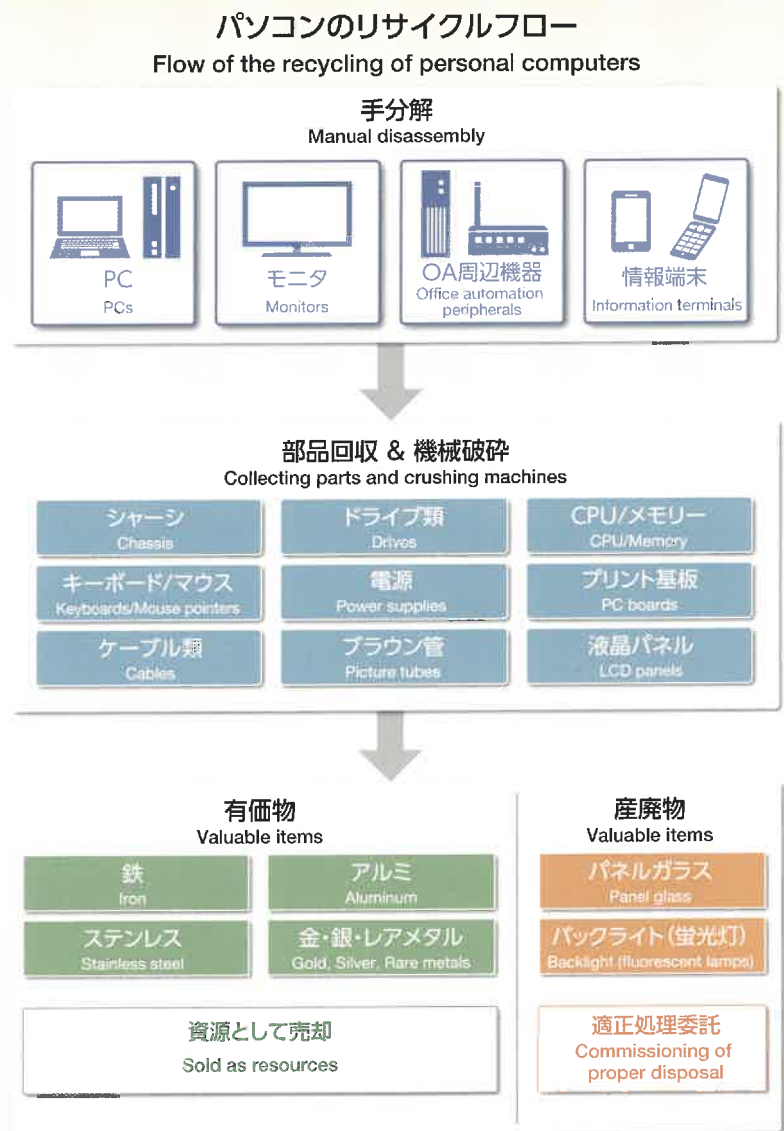 パソコンのリサイクルフロー
Flow of the recycling of personal computers
手分解
Manual disassembly
PC
PCs
モニタ
Monitors
OA周辺機器
Office automation
peripherals
情報端末
Information terminals
部品回収 & 機械破砕
Collecting parts and crushing machines
シャーシ
Chassis
ドライブ類
Drives
CPU/メモリー
CPU/Memory
キーボード/マウス
Keyboards/Mouse pointers
電源
Power supplies
プリント基板
PC boards
ケーブル類
Cables
ブラウン管
Picture tubes
液晶パネル
LCD panels
有価物
Valuable items
鉄
Iron
アルミ
Aluminum
ステンレス
Stainless steel
金・銀・レアメタル
Gold, Silver, Rare metals
資源として売却
Sold as resources
産廃物
Valuable items
パネルガラス
Panel glass
バックライト(蛍光灯)
Backlight (fluorescent lamps)
適正処理委託
Commissioning of
proper disposal